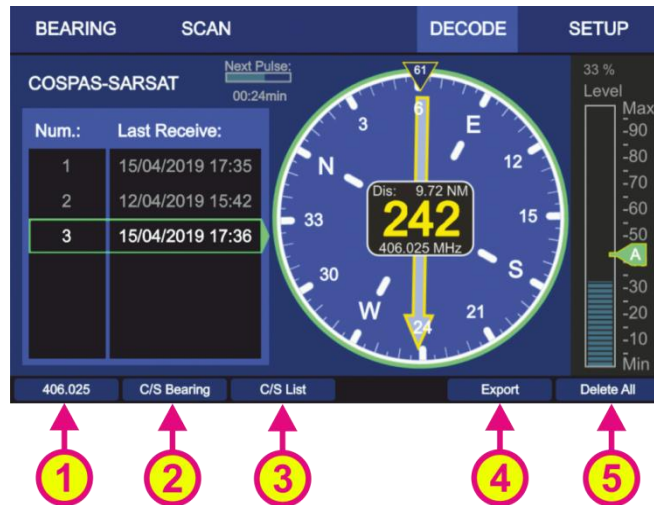 BEARING SCAN DECODE SETUP
COSPAS-SARSAT
Next Pulse:
00:24min
Num.: Last Receive:
1 15/04/2019 17:35
2 12/04/2019 15:42
3 15/04/2019 17:36
61
6
3 E
N 12
33 15
30 S
W 21
24
Dis: 9.72 NM
242
406.025 MHz
33 %
Level
Max
-90
-80
-70
-60
-50
A
-30
-20
-10
Min
406.025 C/S Bearing C/S List Export Delete All
1 2 3 4 5